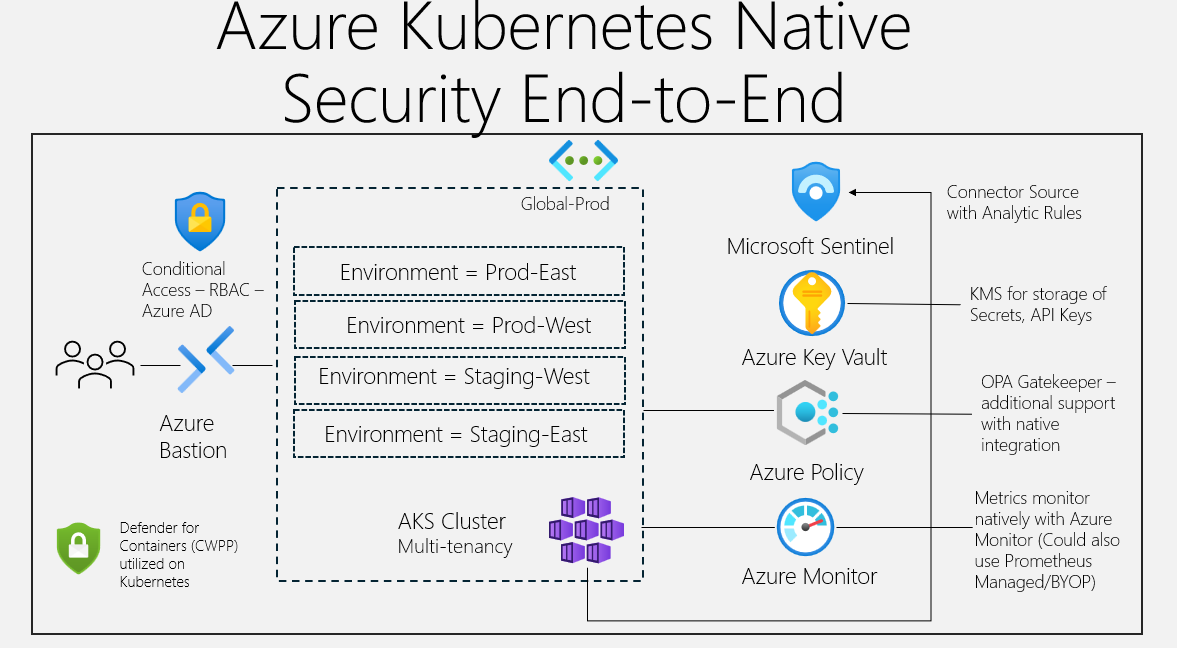 Azure Kubernetes Native
Security End-to-End
Global-Prod
Conditional
Access – RBAC –
Azure AD
Azure
Bastion
Defender for
Containers (CWPP)
utilized on
Kubernetes
Environment = Prod-East
Environment = Prod-West
Environment = Staging-West
Environment = Staging-East
AKS Cluster
Multi-tenancy
Microsoft Sentinel
Azure Key Vault
Azure Policy
Azure Monitor
Connector Source
with Analytic Rules
KMS for storage of
Secrets, API Keys
OPA Gatekeeper –
additional support
with native
integration
Metrics monitor
natively with Azure
Monitor (Could also
use Prometheus
Managed/BYOP)